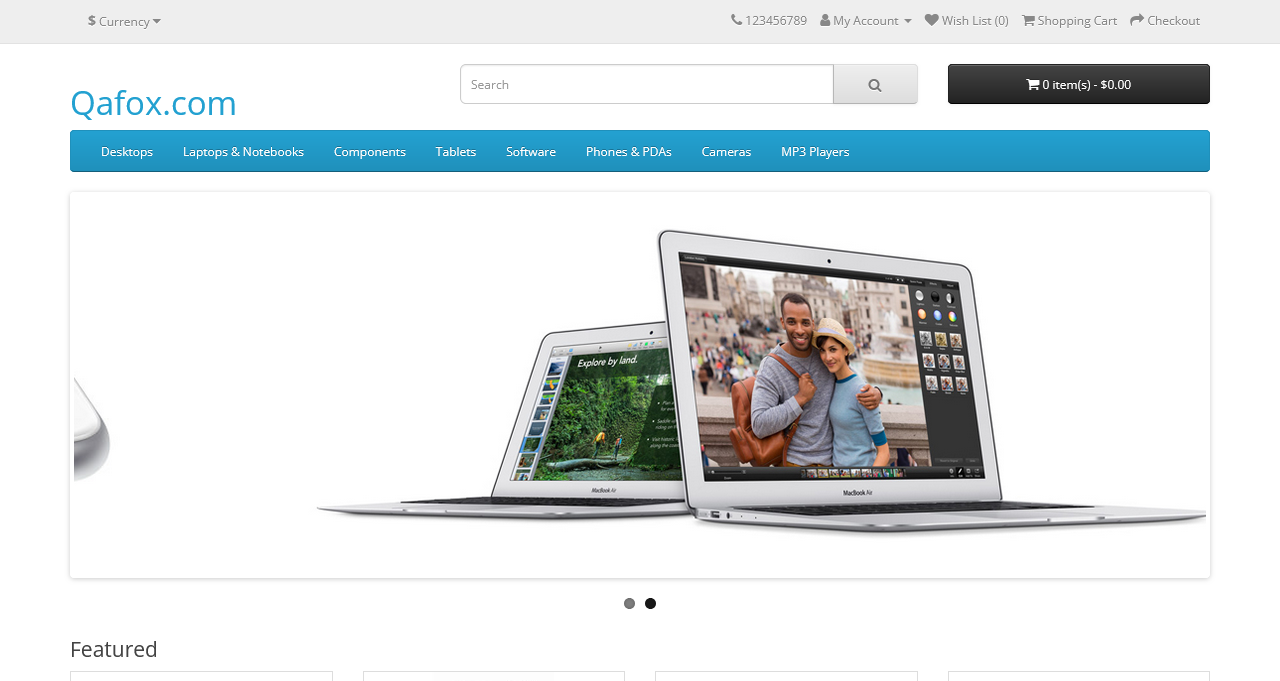 $ Currency
123456789 My Account Wish List (0) Shopping Cart Checkout
Qafox.com
Search
0 item(s) - $0.00
Desktops Laptops & Notebooks Components Tablets Software Phones & PDAs Cameras MP3 Players
Explore by land.
MacBook Air
MacBook Air
Featured